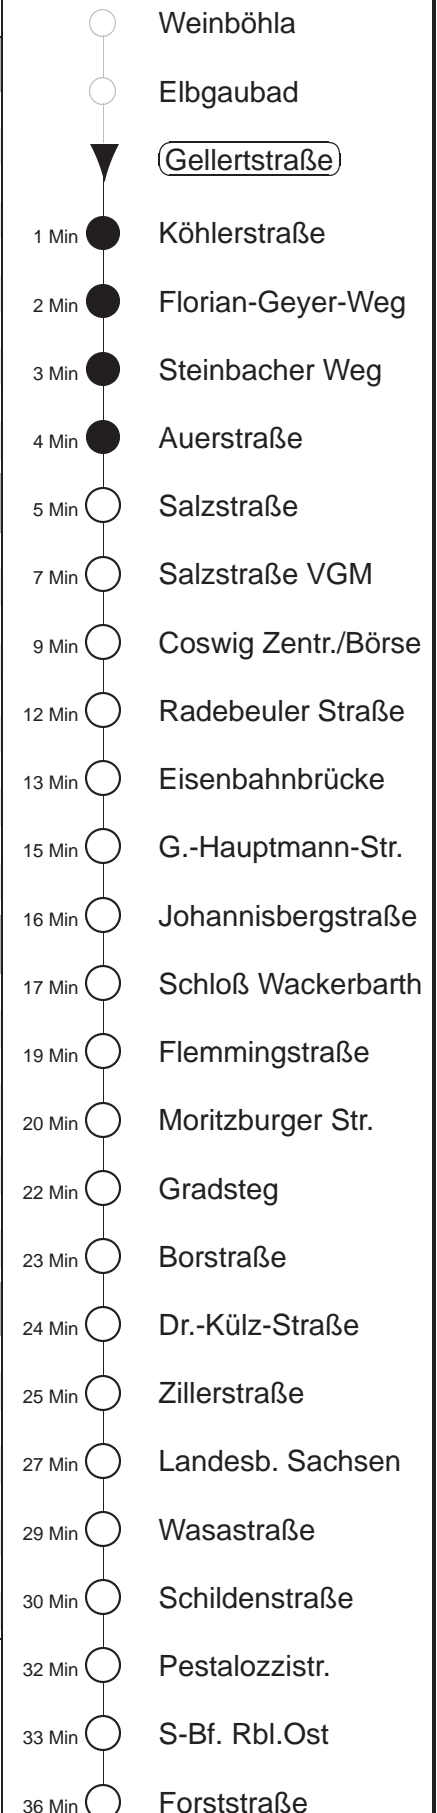 Weinböhla
Elbgaubad
Gellertstraße
1 Min Köhlerstraße
2 Min Florian-Geyer-Weg
3 Min Steinbacher Weg
4 Min Auerstraße
5 Min Salzstraße
7 Min Salzstraße VGM
9 Min Coswig Zentr./Börse
12 Min Radebeuler Straße
13 Min Eisenbahnbrücke
15 Min G.-Hauptmann-Str.
16 Min Johannisbergstraße
17 Min Schloß Wackerbarth
19 Min Flemmingstraße
20 Min Moritzburger Str.
22 Min Gradsteg
23 Min Borstraße
24 Min Dr.-Külz-Straße
25 Min Zillerstraße
27 Min Landesb. Sachsen
29 Min Wasastraße
30 Min Schildenstraße
32 Min Pestalozzistr.
33 Min S-Bf. Rbl.Ost
36 Min Forststraße